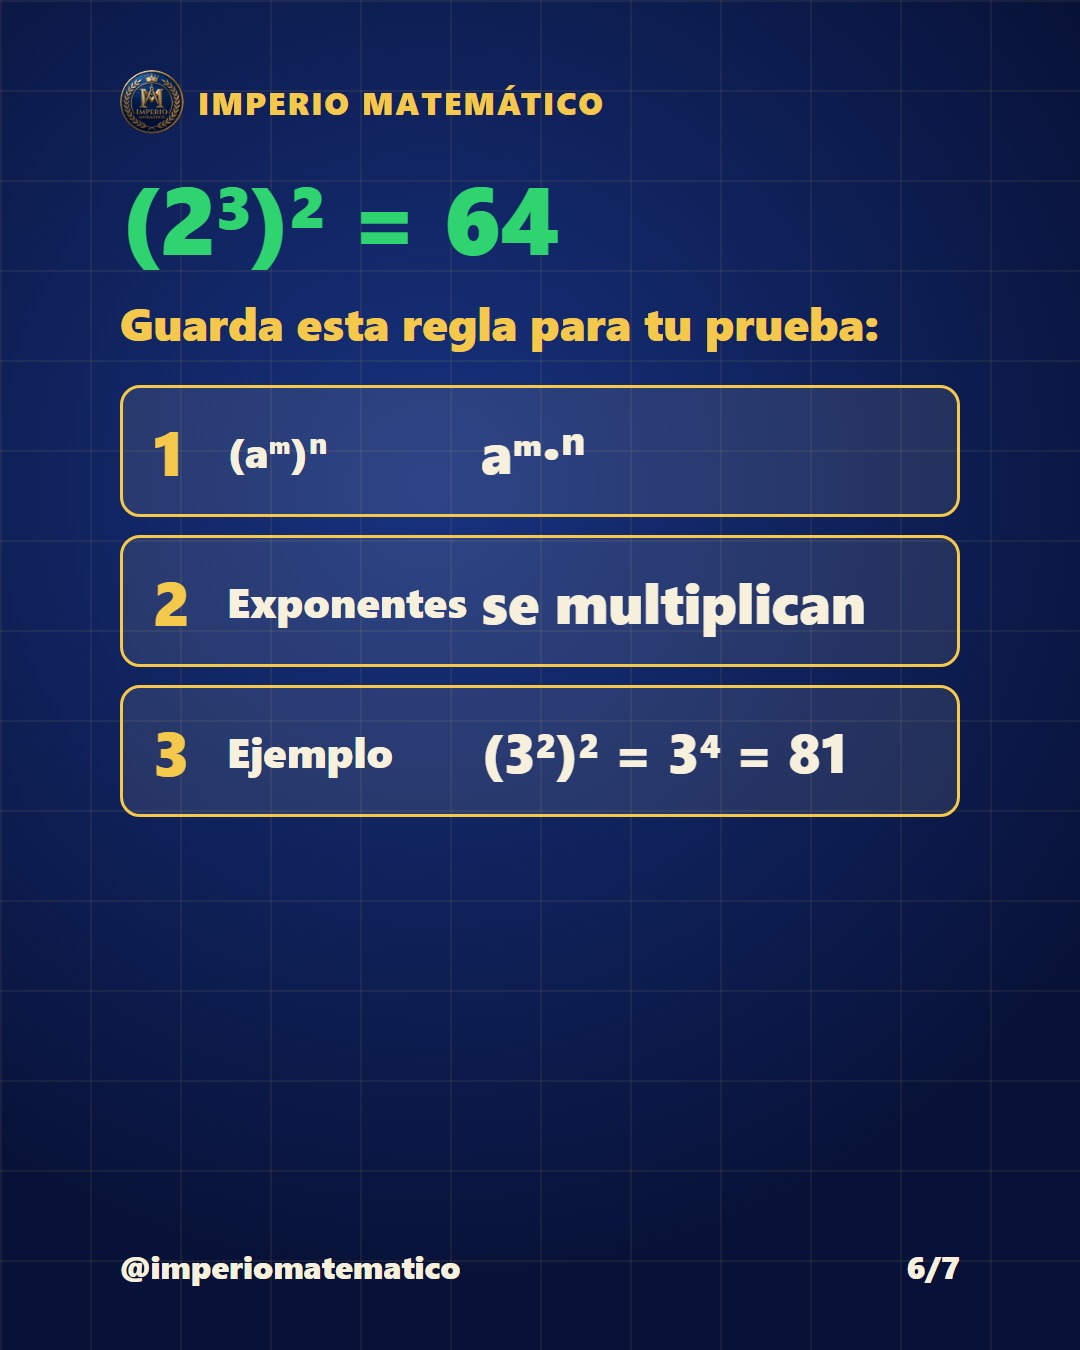 IMPERIO MATEMÁTICO
(2³)² = 64
Guarda esta regla para tu prueba:
1 (aᵐ)ⁿ aᵐ·ⁿ
2 Exponentes se multiplican
3 Ejemplo (3²)² = 3⁴ = 81
@imperiomatematico 6/7